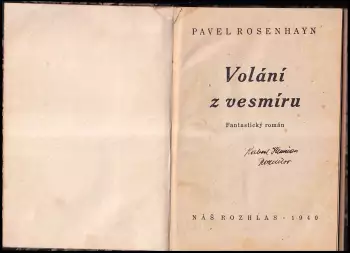 PAVEL ROSENHAYN
Volání
z vesmíru
Fantastický román
NÁŠ ROZHLAS · 1949